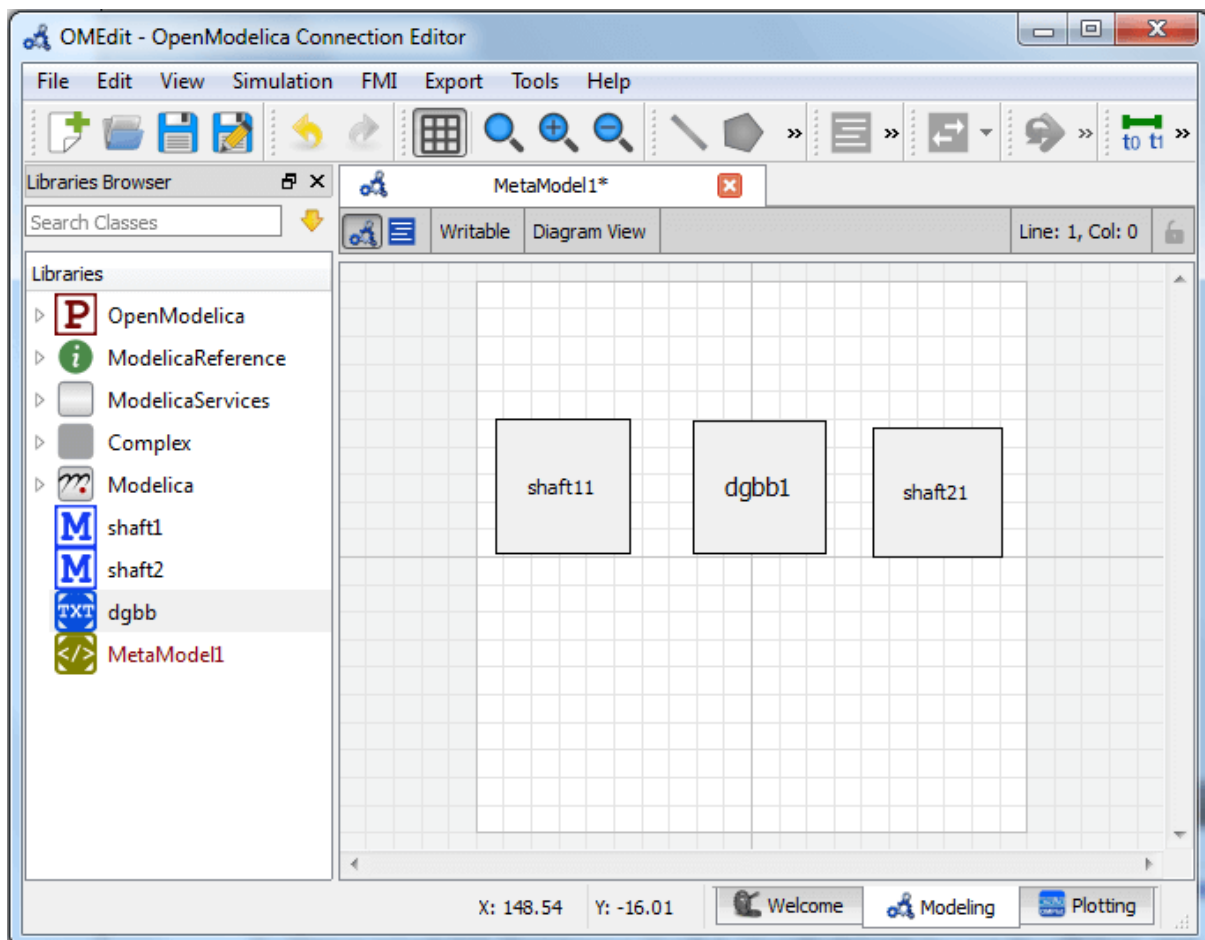 OMEdit - OpenModelica Connection Editor
File Edit View Simulation FMI Export Tools Help
to t1
Libraries Browser
MetaModel1*
Search Classes
Writable Diagram View Line: 1, Col: 0
Libraries
P OpenModelica
i ModelicaReference
ModelicaServices
Complex
m Modelica
M shaft1
M shaft2
TXT dgbb
</> MetaModel1
shaft11 dgbb1 shaft21
X: 148.54 Y: -16.01 Welcome Modeling Plotting